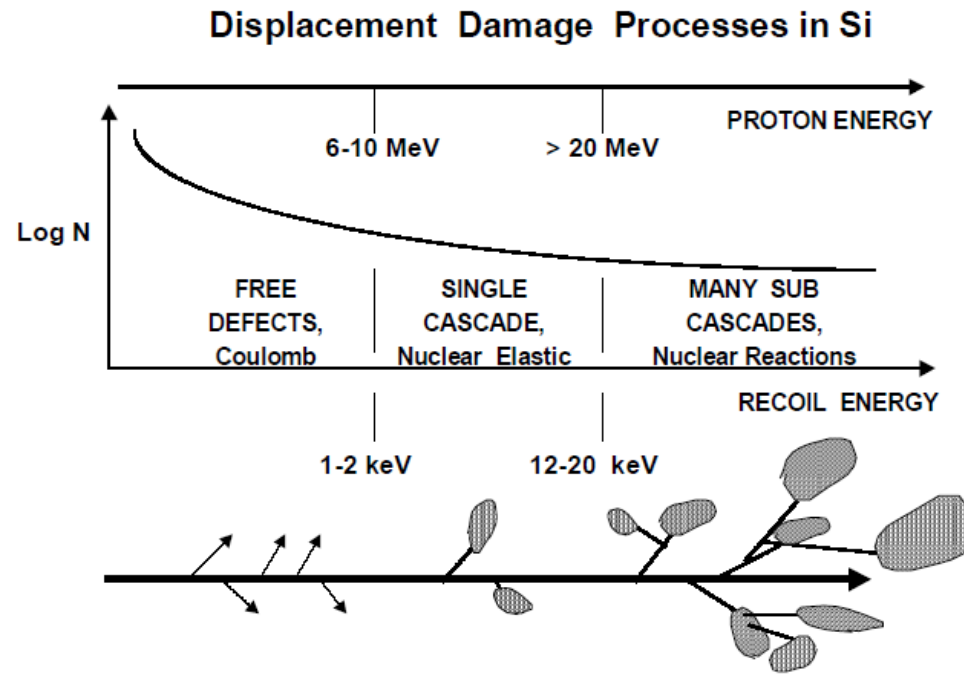 Displacement Damage Processes in Si
PROTON ENERGY
6-10 MeV
> 20 MeV
Log N
FREE
DEFECTS,
Coulomb
SINGLE
CASCADE,
Nuclear Elastic
MANY SUB
CASCADES,
Nuclear Reactions
RECOIL ENERGY
1-2 keV
12-20 keV